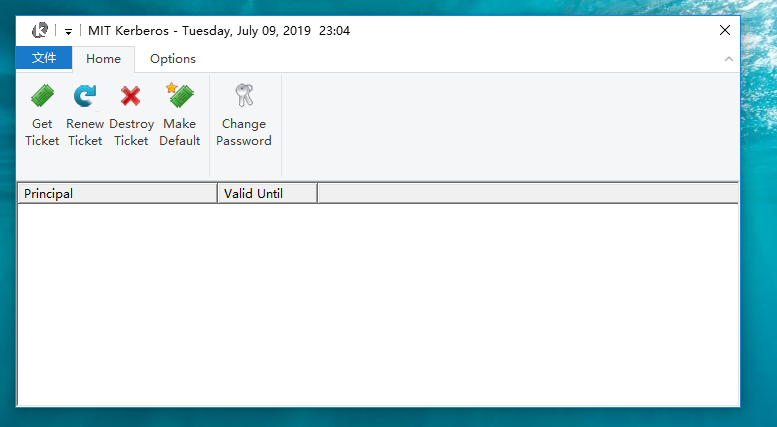 MIT Kerberos - Tuesday, July 09, 2019  23:04
文件 Home Options
Get Renew Destroy Make Change
Ticket Ticket Ticket Default Password
Principal Valid Until